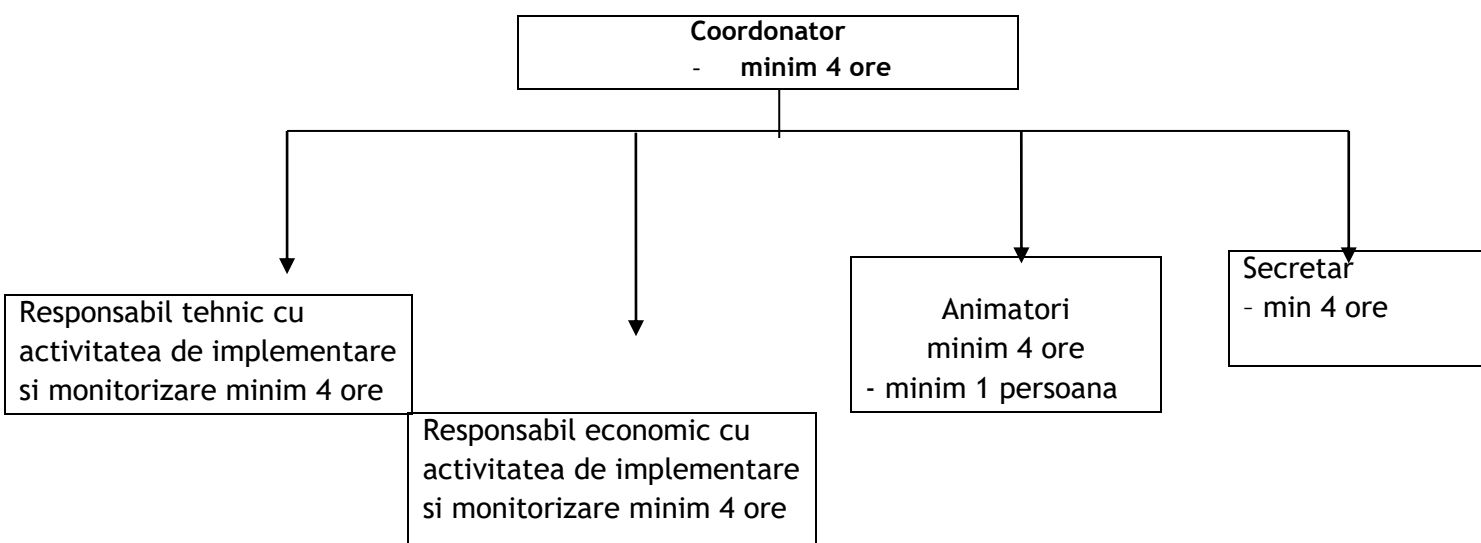 Coordonator
- minim 4 ore
Responsabil tehnic cu
activitatea de implementare
si monitorizare minim 4 ore
Responsabil economic cu
activitatea de implementare
si monitorizare minim 4 ore
Animatori
minim 4 ore
- minim 1 persoana
Secretar
- min 4 ore